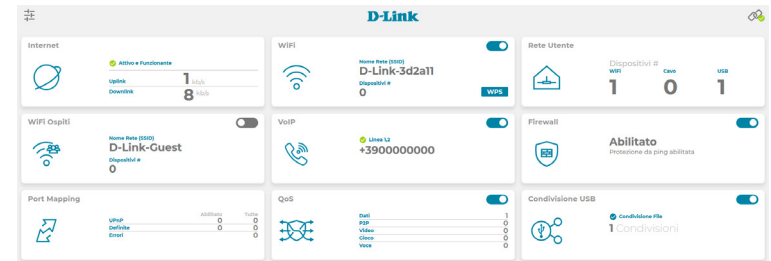 D-Link
Internet
Attivo e Funzionante
Uplink 1 kb/s
Downlink 8 kb/s
WiFi
Nome Rete (SSID)
D-Link-3d2a11
Dispositivi #
0 WPS
Rete Utente
Dispositivi #
WiFi Cavo USB
1 0 1
WiFi Ospiti
Nome Rete (SSID)
D-Link-Guest
Dispositivi #
0
VoIP
Linea L2
+3900000000
Firewall
Abilitato
Protezione da ping abilitata
Port Mapping
Abilitato Tutte
UPnP 0 0
Definite 0 0
Errori 0
QoS
Dati 1
P2P 0
Video 0
Gioco 0
Voce 0
Condivisione USB
Condivisione File
1 Condivisioni